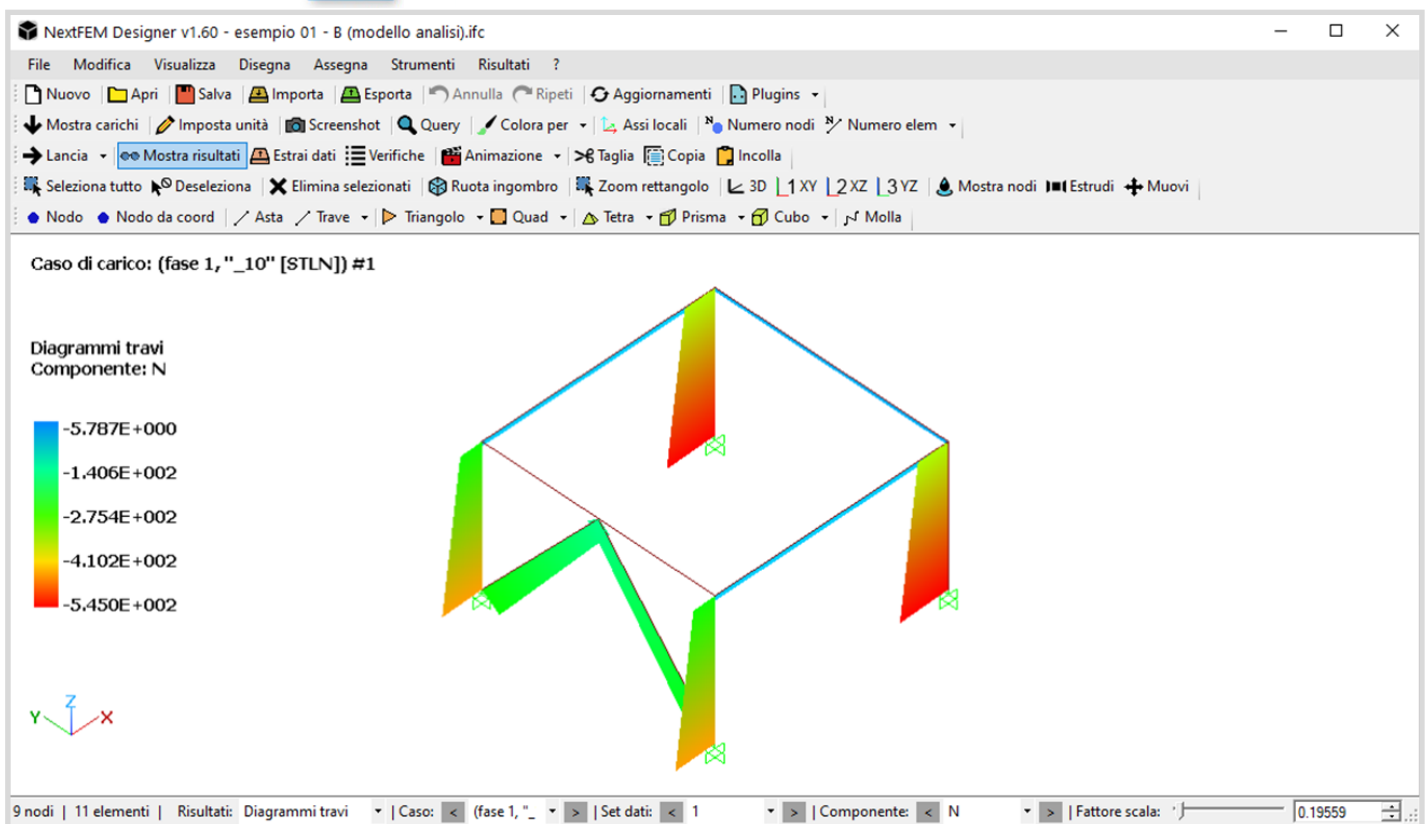 NextFEM Designer v1.60 - esempio 01 - B (modello analisi).ifc
File Modifica Visualizza Disegna Assegna Strumenti Risultati ?
Nuovo Apri Salva Importa Esporta Annulla Ripeti Aggiornamenti Plugins
Mostra carichi Imposta unità Screenshot Query Colora per Assi locali Numero nodi Numero elem
Lancia Mostra risultati Estrai dati Verifiche Animazione Taglia Copia Incolla
Seleziona tutto Deseleziona Elimina selezionati Ruota ingombro Zoom rettangolo 3D 1 XY 2 XZ 3 YZ Mostra nodi Estrudi Muovi
Nodo Nodo da coord Asta Trave Triangolo Quad Tetra Prisma Cubo Molla
Caso di carico: (fase 1, "_10" [STLN]) #1
Diagrammi travi
Componente: N
-5.787E+000
-1.406E+002
-2.754E+002
-4.102E+002
-5.450E+002
Z
Y X
9 nodi | 11 elementi | Risultati: Diagrammi travi | Caso: < (fase 1, "_ > | Set dati: < 1 > | Componente: < N > | Fattore scala: 0.19559